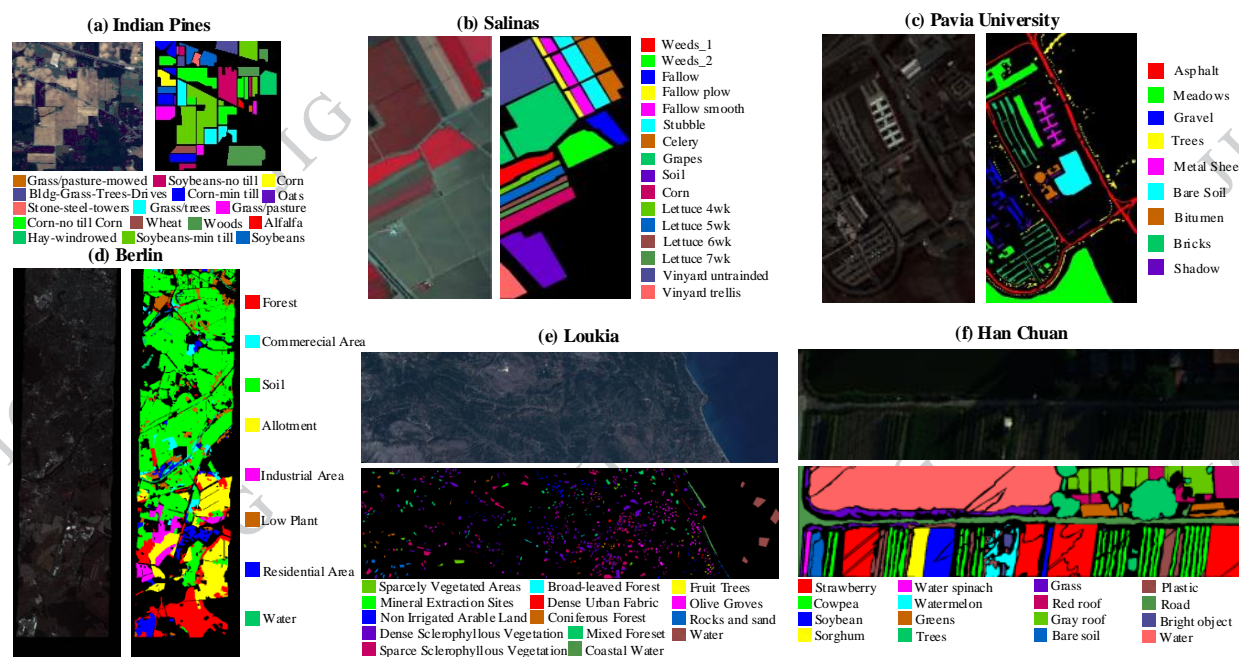 (a) Indian Pines
Grass/pasture-mowed Soybeans-no till Corn
Bldg-Grass-Trees-Drives Corn-min till Oats
Stone-steel-towers Grass/trees Grass/pasture
Corn-no till Corn Wheat Woods Alfalfa
Hay-windrowed Soybeans-min till Soybeans
(b) Salinas
Weeds_1
Weeds_2
Fallow
Fallow plow
Fallow smooth
Stubble
Celery
Grapes
Soil
Corn
Lettuce 4wk
Lettuce 5wk
Lettuce 6wk
Lettuce 7wk
Vinyard untrainded
Vinyard trellis
(c) Pavia University
Asphalt
Meadows
Gravel
Trees
Metal Shee
Bare Soil
Bitumen
Bricks
Shadow
(d) Berlin
Forest
Commercial Area
Soil
Allotment
Industrial Area
Low Plant
Residential Area
Water
(e) Loukia
Sparcely Vegetated Areas Broad-leaved Forest Fruit Trees
Mineral Extraction Sites Dense Urban Fabric Olive Groves
Non Irrigated Arable Land Coniferous Forest Rocks and sand
Dense Sclerophyllous Vegetation Mixed Foreset Water
Sparce Sclerophyllous Vegetation Coastal Water
(f) Han Chuan
Strawberry Water spinach Grass Plastic
Cowpea Watermelon Red roof Road
Soybean Greens Gray roof Bright object
Sorghum Trees Bare soil Water